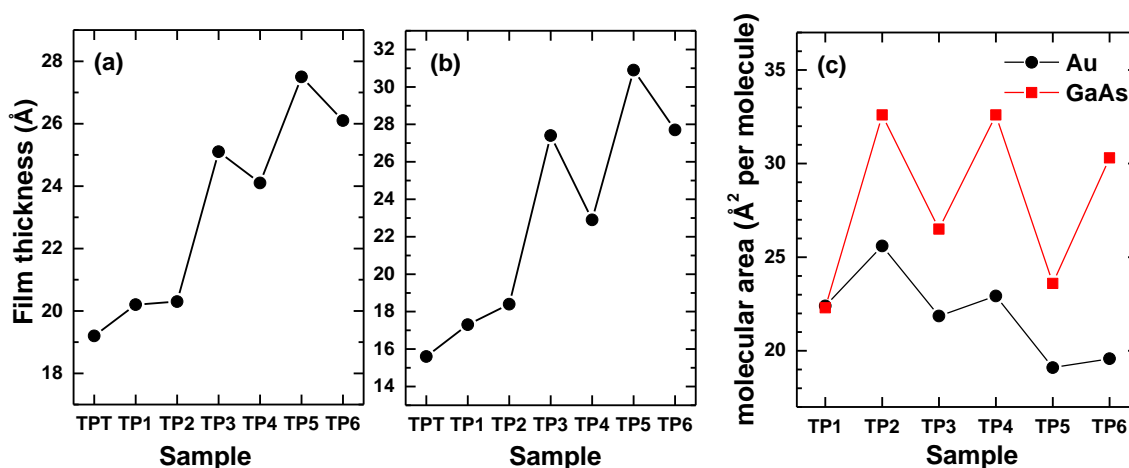 (a)
Film thickness (Å)
28
26
24
22
20
18
TPT TP1 TP2 TP3 TP4 TP5 TP6
Sample
(b)
32
30
28
26
24
22
20
18
16
14
TPT TP1 TP2 TP3 TP4 TP5 TP6
Sample
(c)
Au
GaAs
molecular area (Å² per molecule)
35
30
25
20
TP1 TP2 TP3 TP4 TP5 TP6
Sample